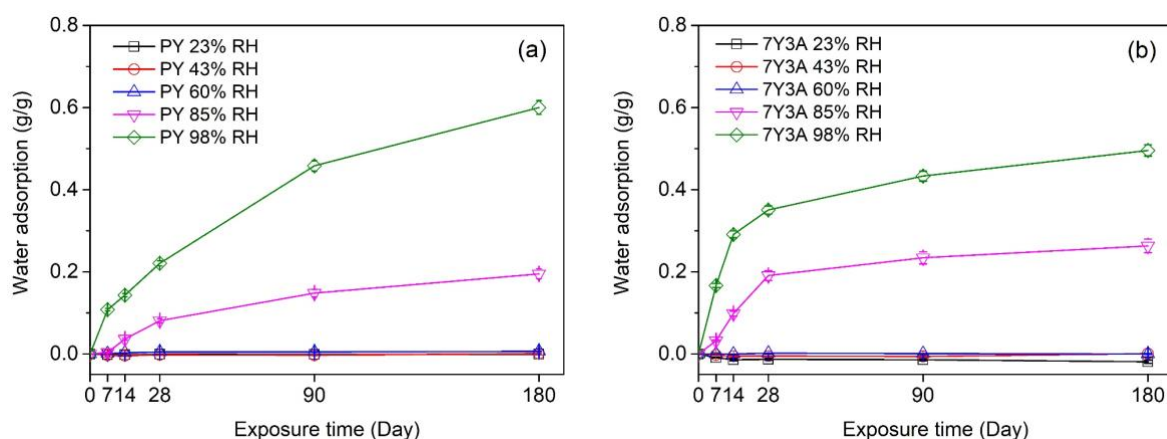 0.8
0.6
0.4
0.2
0.0
Water adsorption (g/g)
PY 23% RH
PY 43% RH
PY 60% RH
PY 85% RH
PY 98% RH
(a)
0 7 14 28 90 180
Exposure time (Day)
0.8
0.6
0.4
0.2
0.0
Water adsorption (g/g)
7Y3A 23% RH
7Y3A 43% RH
7Y3A 60% RH
7Y3A 85% RH
7Y3A 98% RH
(b)
0 7 14 28 90 180
Exposure time (Day)